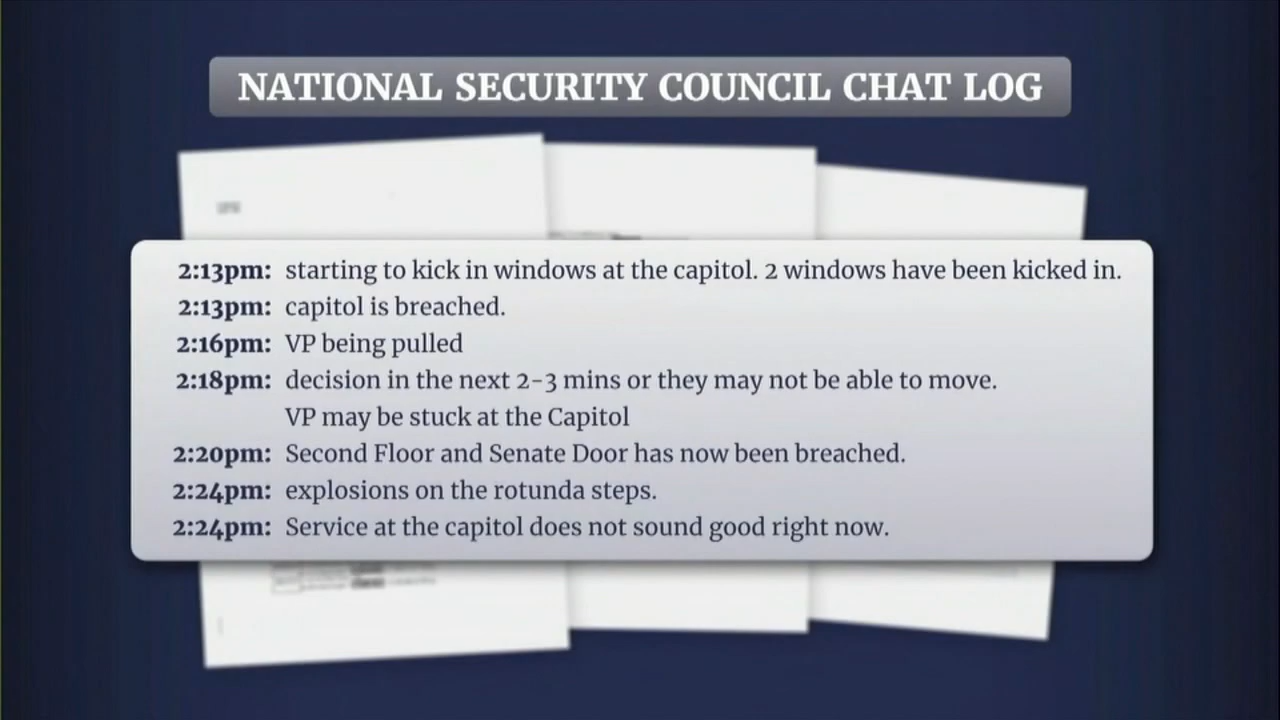 NATIONAL SECURITY COUNCIL CHAT LOG
2:13pm: starting to kick in windows at the capitol. 2 windows have been kicked in.
2:13pm: capitol is breached.
2:16pm: VP being pulled
2:18pm: decision in the next 2-3 mins or they may not be able to move.
VP may be stuck at the Capitol
2:20pm: Second Floor and Senate Door has now been breached.
2:24pm: explosions on the rotunda steps.
2:24pm: Service at the capitol does not sound good right now.